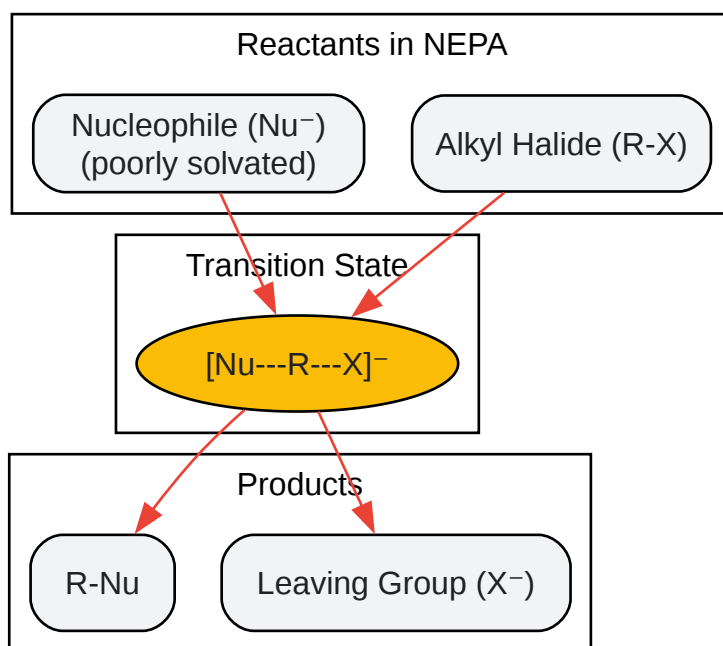 Reactants in NEPA
Nucleophile (Nu⁻)
(poorly solvated)
Alkyl Halide (R-X)
Transition State
[Nu---R---X]⁻
Products
R-Nu
Leaving Group (X⁻)